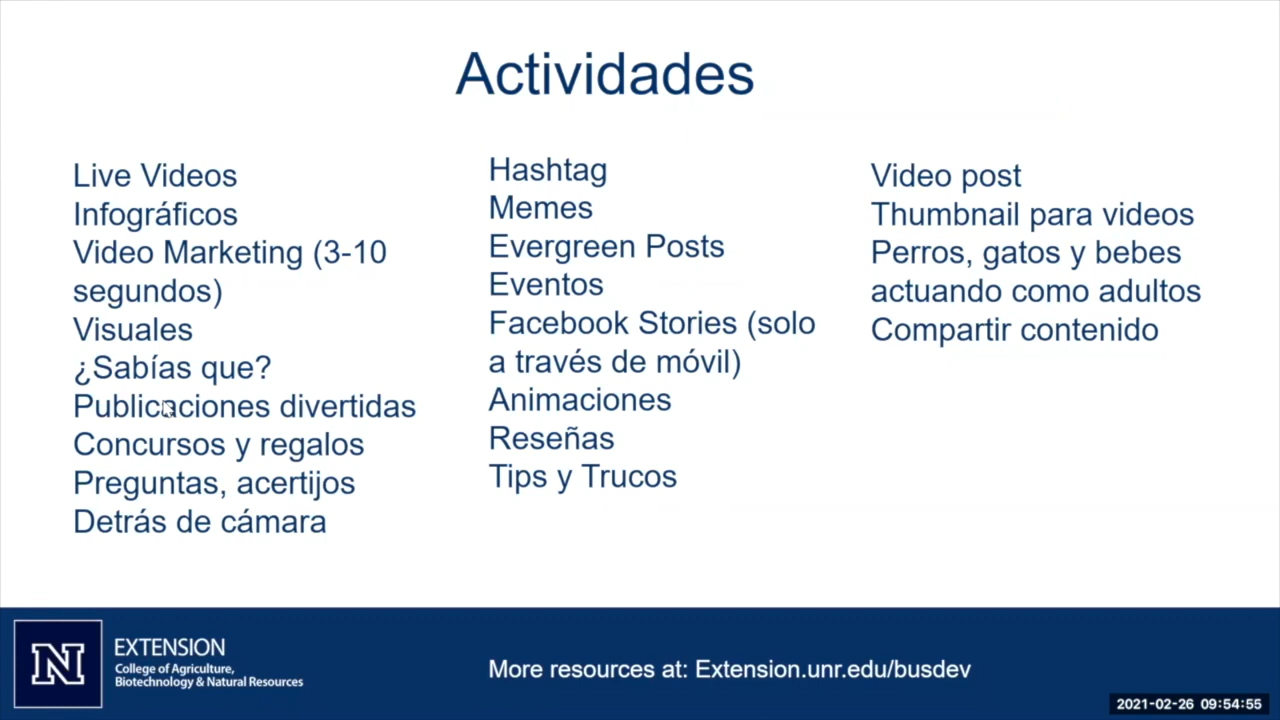 Actividades
Live Videos
Infográficos
Video Marketing (3-10
segundos)
Visuales
¿Sabías que?
Publicaciones divertidas
Concursos y regalos
Preguntas, acertijos
Detrás de cámara
Hashtag
Memes
Evergreen Posts
Eventos
Facebook Stories (solo
a través de móvil)
Animaciones
Reseñas
Tips y Trucos
Video post
Thumbnail para videos
Perros, gatos y bebes
actuando como adultos
Compartir contenido
N
EXTENSION
College of Agriculture,
Biotechnology & Natural Resources
More resources at: Extension.unr.edu/busdev
2021-02-26 09:54:55